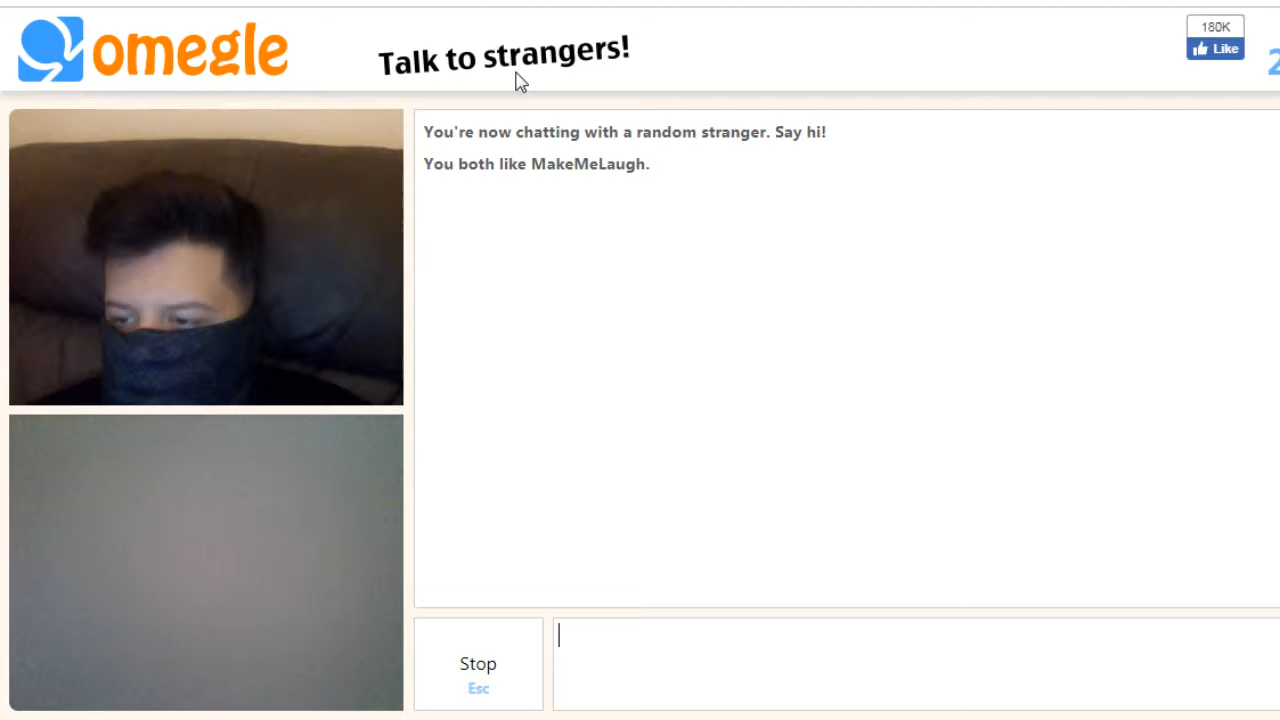 omegle
Talk to strangers!
180K
Like
2
You're now chatting with a random stranger. Say hi!
You both like MakeMeLaugh.
Stop
Esc